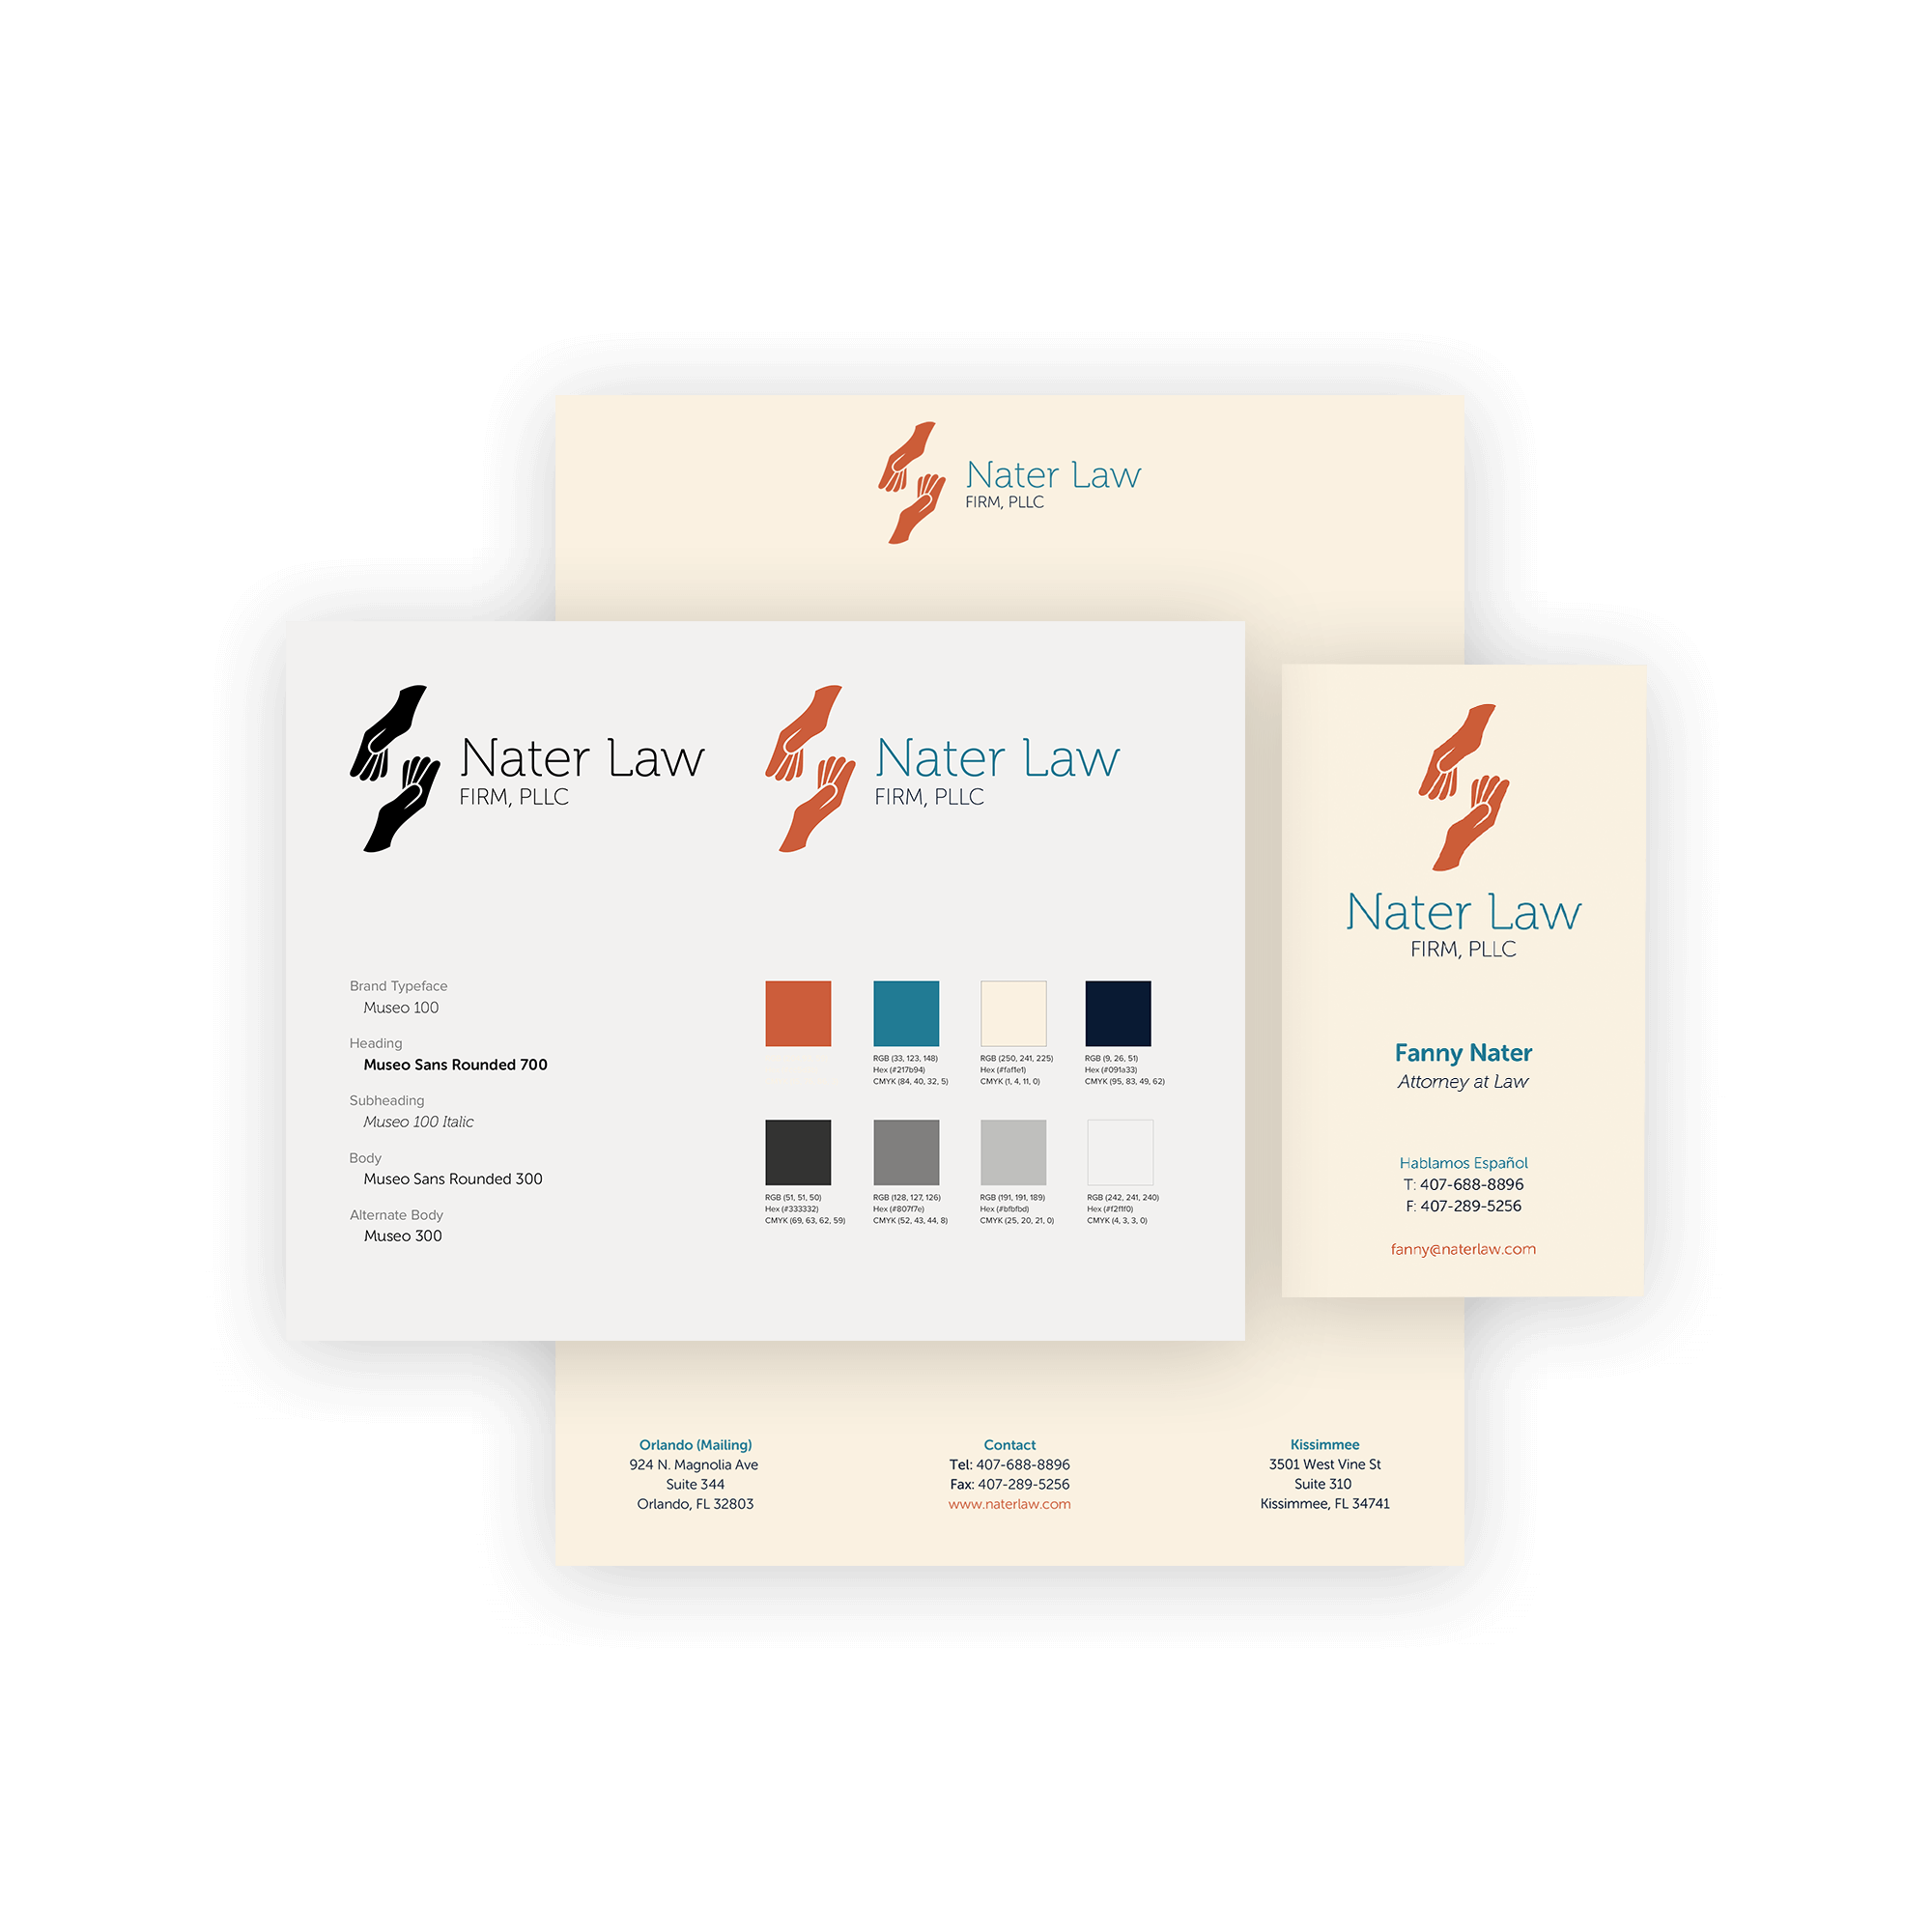 Nater Law
FIRM, PLLC
Nater Law
FIRM, PLLC
Nater Law
FIRM, PLLC
Brand Typeface
Museo 100
Heading
Museo Sans Rounded 700
Subheading
Museo 100 Italic
Body
Museo Sans Rounded 300
Alternate Body
Museo 300
RGB (33, 123, 148)
Hex (#217b94)
CMYK (84, 40, 32, 5)
RGB (250, 241, 225)
Hex (#faf1e1)
CMYK (1, 4, 11, 0)
RGB (9, 26, 51)
Hex (#091a33)
CMYK (95, 83, 49, 62)
RGB (51, 51, 50)
Hex (#333332)
CMYK (69, 63, 62, 59)
RGB (128, 127, 126)
Hex (#807f7e)
CMYK (52, 43, 44, 8)
RGB (191, 191, 189)
Hex (#bfbfbd)
CMYK (25, 20, 21, 0)
RGB (242, 241, 240)
Hex (#f2f1f0)
CMYK (4, 3, 3, 0)
Nater Law
FIRM, PLLC
Fanny Nater
Attorney at Law
Hablamos Español
T: 407-688-8896
F: 407-289-5256
fanny@naterlaw.com
Orlando (Mailing)
924 N. Magnolia Ave
Suite 344
Orlando, FL 32803
Contact
Tel: 407-688-8896
Fax: 407-289-5256
www.naterlaw.com
Kissimmee
3501 West Vine St
Suite 310
Kissimmee, FL 34741